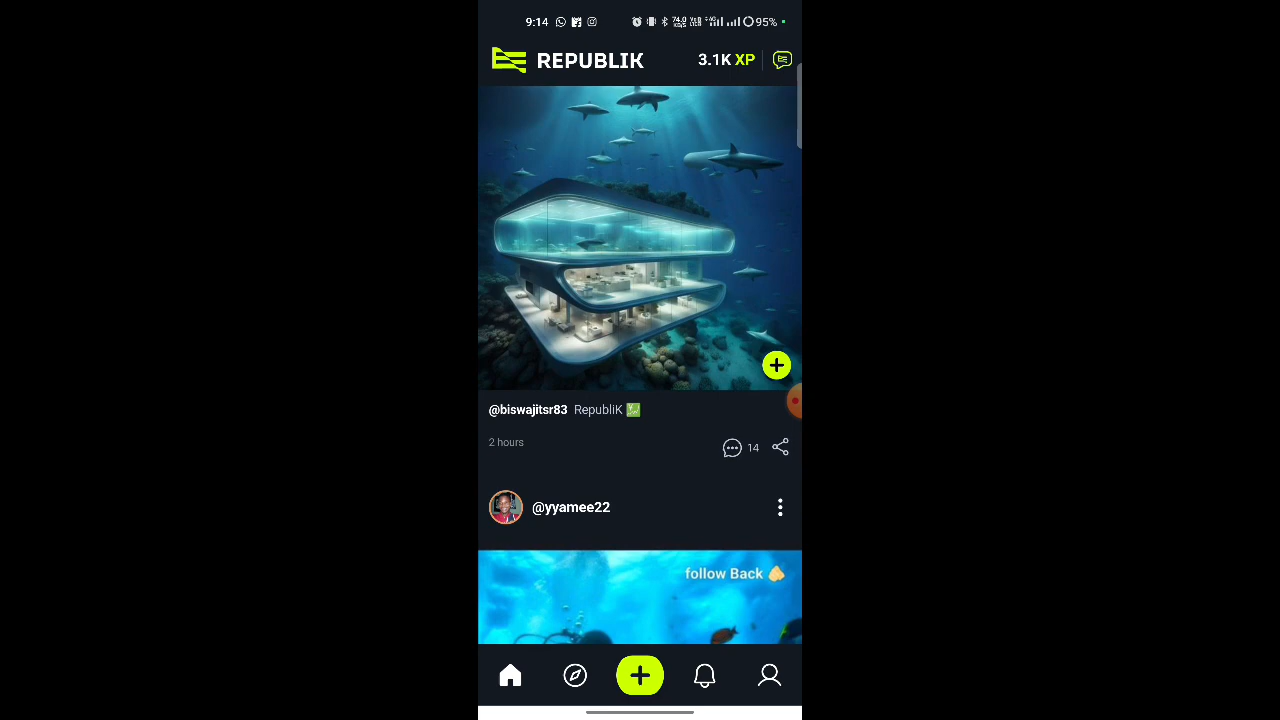 9:14 95%
REPUBLIK 3.1K XP
@biswajitsr83 RepubliK
2 hours 14
@yyamee22
follow Back